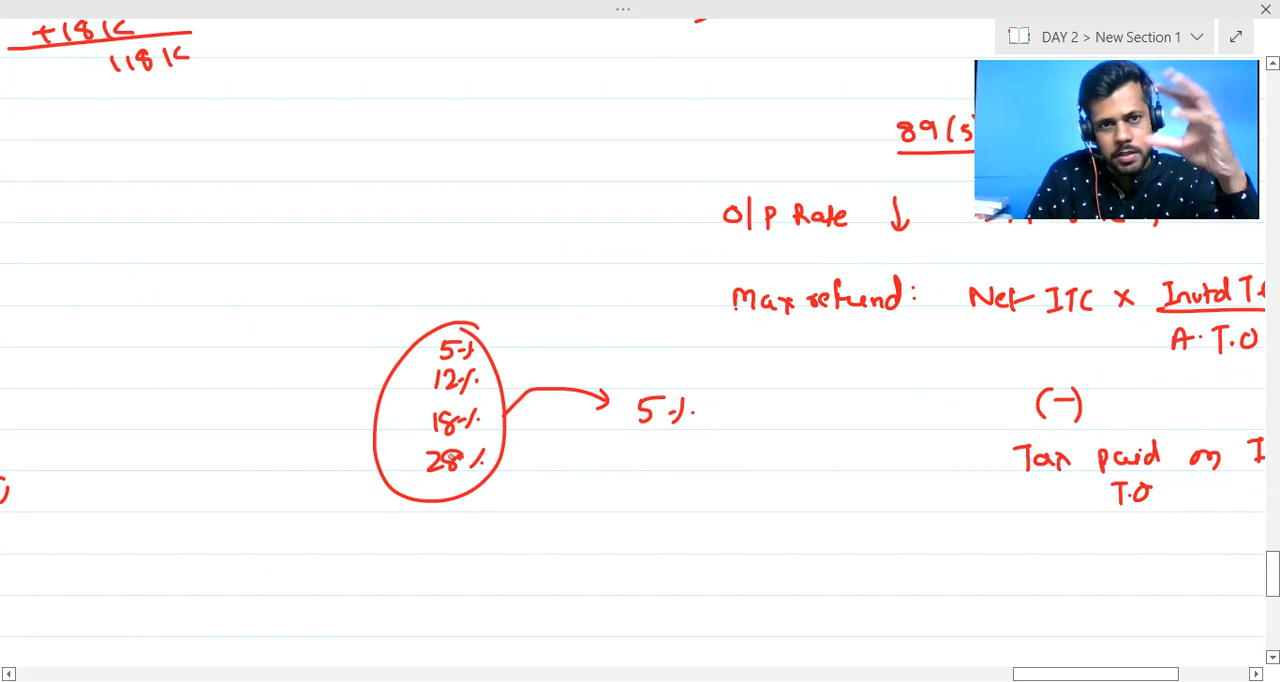 DAY 2 > New Section 1
+18K
118K
89(5)
O/P Rate ↓
Max refund: Net ITC × Invtd T.
A.T.O
5%
12%
18%
28%
5%
(-)
Tax paid on I
T.O